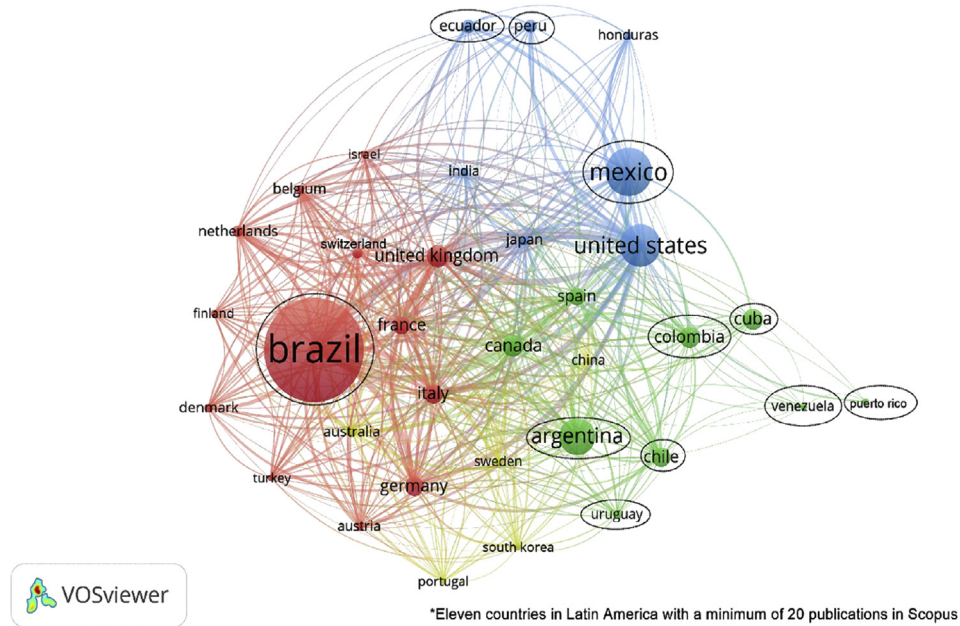 ecuador
peru
honduras
israel
india
mexico
belgium
netherlands
switzerland
united kingdom
japan
united states
spain
finland
france
cuba
colombia
brazil
canada
china
italy
denmark
venezuela
puerto rico
australia
argentina
chile
sweden
turkey
germany
uruguay
austria
south korea
portugal
VOSviewer
*Eleven countries in Latin America with a minimum of 20 publications in Scopus